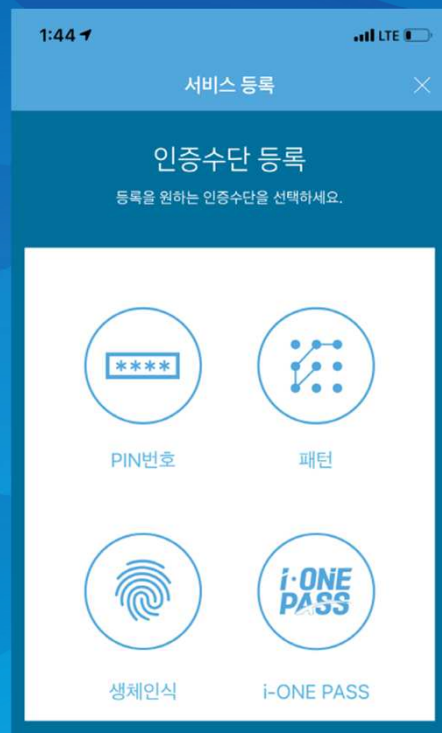 1:44
LTE
서비스 등록
인증수단 등록
등록을 원하는 인증수단을 선택하세요.
****
PIN번호
패턴
i·ONE
PASS
생체인식
i-ONE PASS